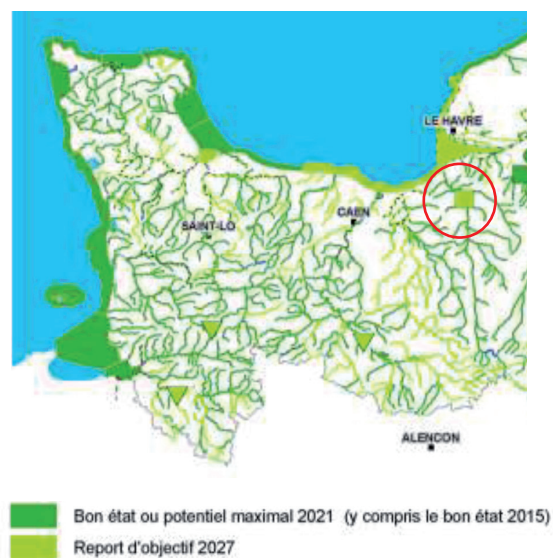 LE HAVRE
CAEN
SAINT-LO
ALENCON
Bon état ou potentiel maximal 2021 (y compris le bon état 2015)
Report d'objectif 2027